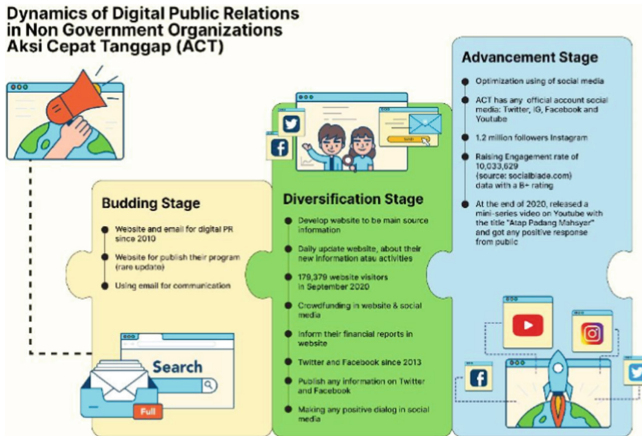 Dynamics of Digital Public Relations
in Non Government Organizations
Aksi Cepat Tanggap (ACT)
Budding Stage
Website and email for digital PR
since 2010
Website for publish their program
(rare update)
Using email for communication
Search
Full
Diversification Stage
Develop website to be main source
information
Daily update website, about their
new information atau activities
179,379 website visitors
in September 2020
Crowdfunding in website & social
media
Inform their financial reports in
website
Twitter and Facebook since 2013
Publish any information on Twitter
and Facebook
Making any positive dialog in social
media
Advancement Stage
Optimization using of social media
ACT has any official account social
media: Twitter, IG, Facebook and
Youtube
1.2 million followers Instagram
Raising Engagement rate of
10,033,629
(source: socialblade.com)
data with a B+ rating
At the end of 2020, released a
mini-series video on Youtube with
the title "Atap Padang Mahsyar"
and got any positive response
from public